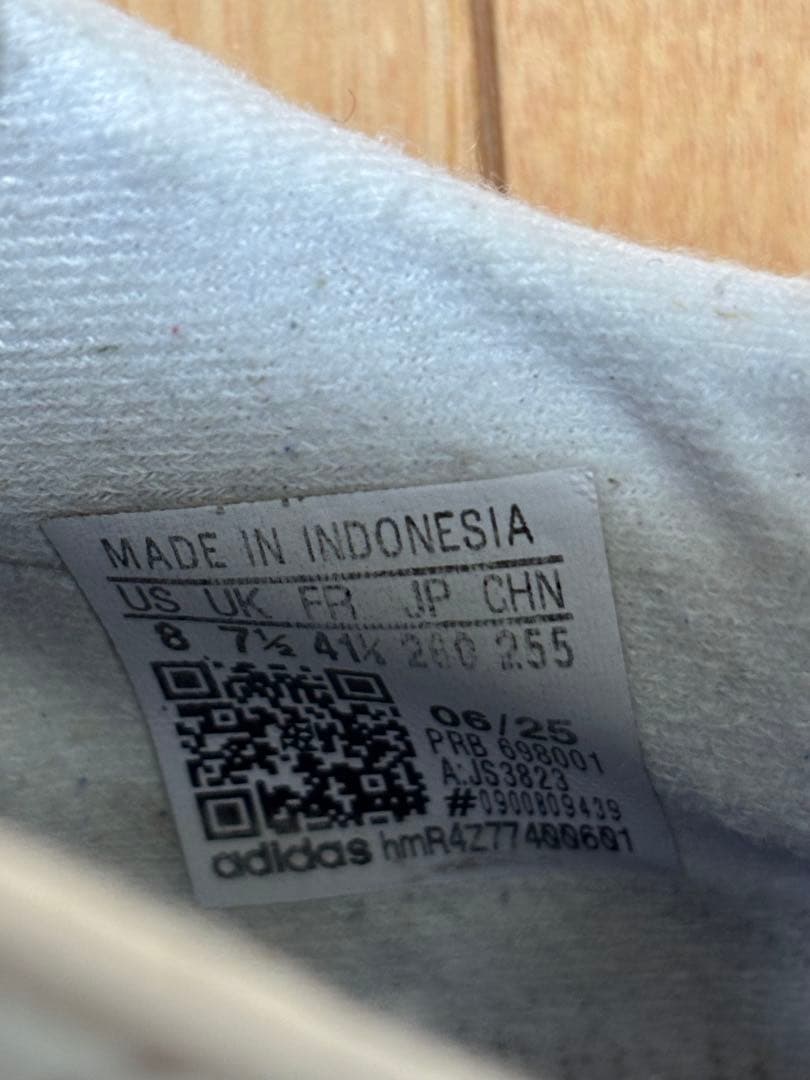 MADE IN INDONESIA
US UK FR JP CHN
8 7½ 41⅓ 260 255
06/25
PRB 698001
A:JS3823
#0900809439
adidas hmR4Z77400601